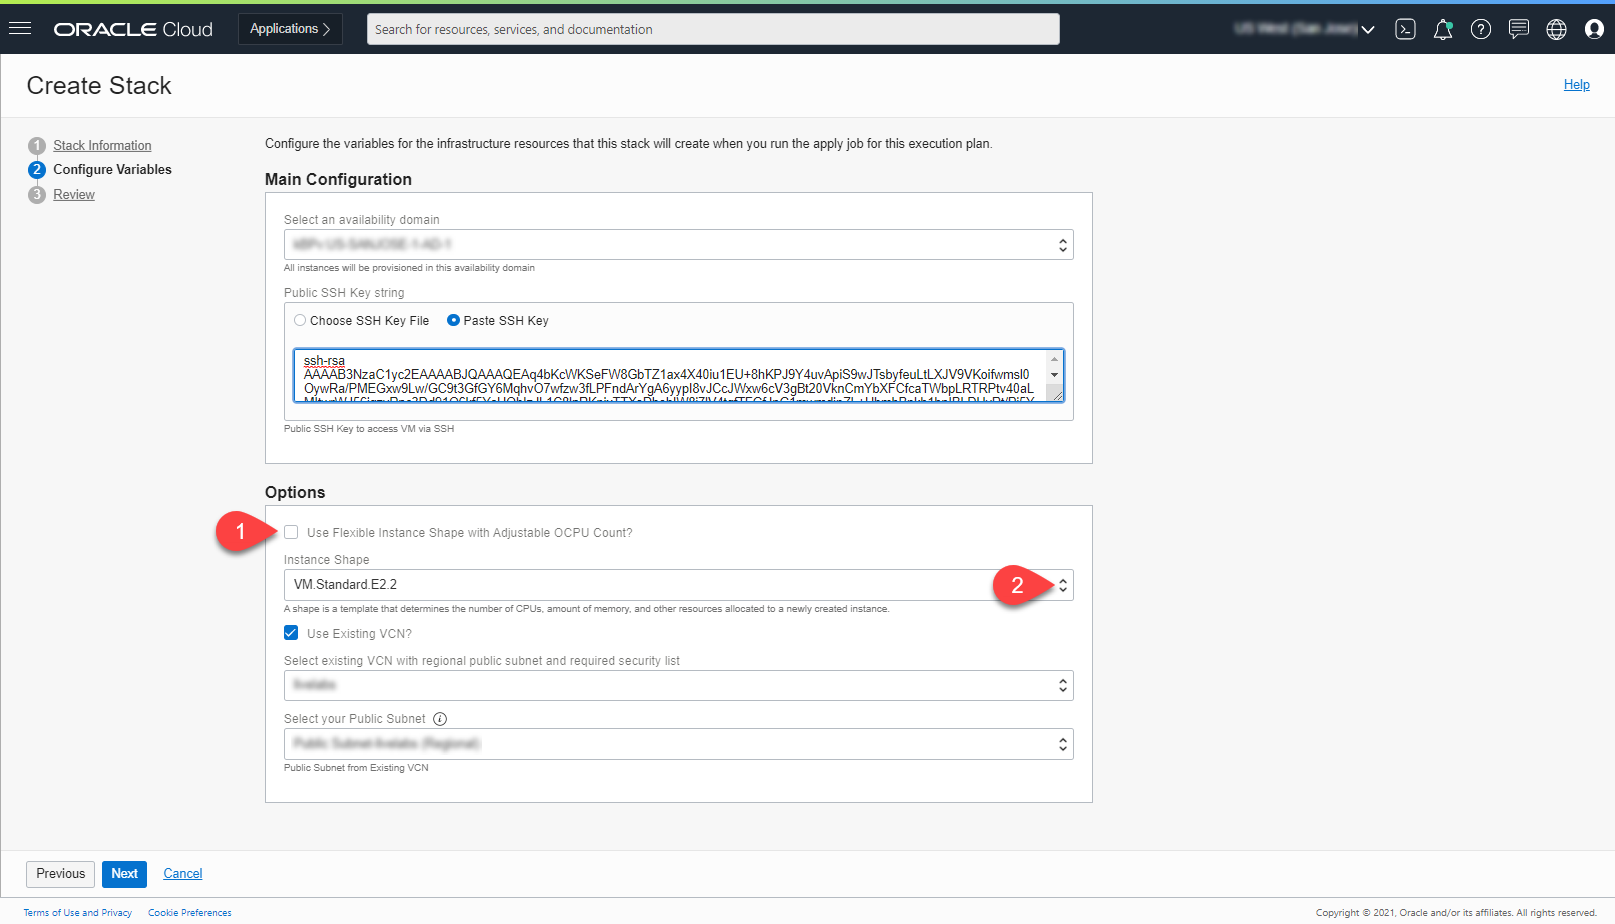 ORACLE Cloud
Applications
Search for resources, services, and documentation
Create Stack
Help
1 Stack Information
2 Configure Variables
3 Review
Configure the variables for the infrastructure resources that this stack will create when you run the apply job for this execution plan.
Main Configuration
Select an availability domain
All instances will be provisioned in this availability domain
Public SSH Key string
Choose SSH Key File
Paste SSH Key
ssh-rsa
AAAAB3NzaC1yc2EAAAABJQAAAQEAq4bKcWKSeFW8GbTZ1ax4X40iu1EU+8hKPJ9Y4uvApiS9wJTsbyfeuLtLXJV9VKoifwmsI0
OywRa/PMEGxw9Lw/GC9t3GfGY6MqhvO7wfzw3fLPFndArYgA6yypI8vJCcJWxw6cV3gBt20VknCmYbXFCfcaTWbpLRTRPtv40aL
Public SSH Key to access VM via SSH
Options
1
Use Flexible Instance Shape with Adjustable OCPU Count?
Instance Shape
VM.Standard.E2.2
2
A shape is a template that determines the number of CPUs, amount of memory, and other resources allocated to a newly created instance.
Use Existing VCN?
Select existing VCN with regional public subnet and required security list
Select your Public Subnet
Public Subnet from Existing VCN
Previous
Next
Cancel
Terms of Use and Privacy
Cookie Preferences
Copyright © 2021, Oracle and/or its affiliates. All rights reserved.